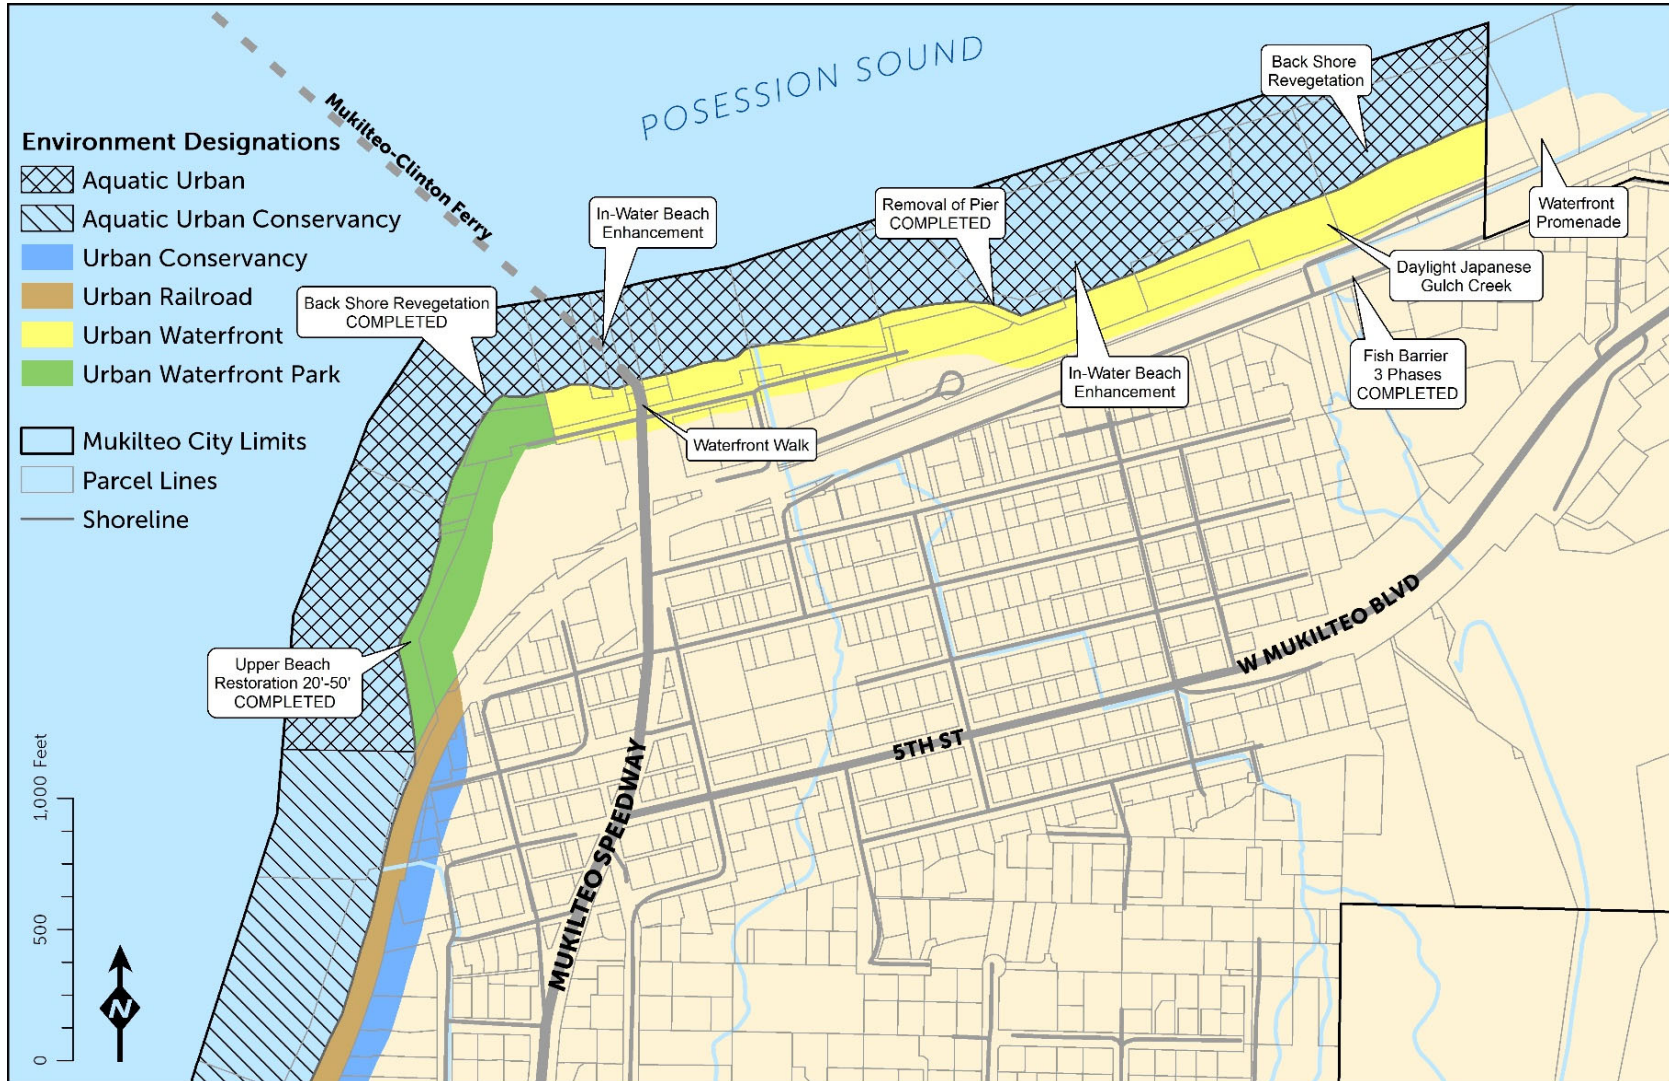 POSESSION SOUND
Mukilteo-Clinton Ferry
Environment Designations
Aquatic Urban
Aquatic Urban Conservancy
Urban Conservancy
Urban Railroad
Urban Waterfront
Urban Waterfront Park
Mukilteo City Limits
Parcel Lines
Shoreline
Back Shore
Revegetation
In-Water Beach
Enhancement
Removal of Pier
COMPLETED
Waterfront
Promenade
Daylight Japanese
Gulch Creek
Back Shore Revegetation
COMPLETED
Fish Barrier
3 Phases
COMPLETED
In-Water Beach
Enhancement
Waterfront Walk
Upper Beach
Restoration 20'-50'
COMPLETED
W MUKILTEO BLVD
5TH ST
MUKILTEO SPEEDWAY
1,000 Feet
500
0
N